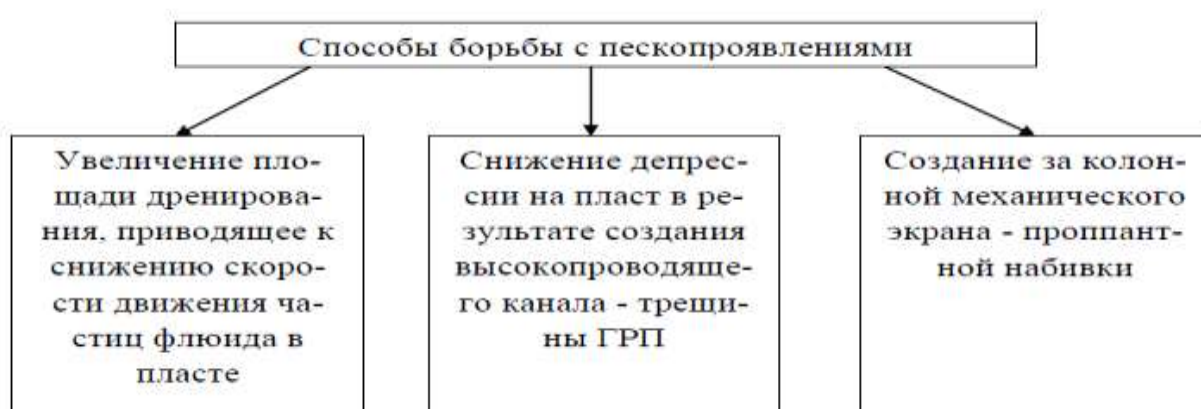 Способы борьбы с пескопроявлениями
Увеличение пло-
щади дренирова-
ния, приводящее к
снижению скоро-
сти движения ча-
стиц флюида в
пласте
Снижение депрес-
сии на пласт в ре-
зультате создания
высокопроводяще-
го канала - трещи-
ны ГРП
Создание за колон-
ной механического
экрана - проппант-
ной набивки